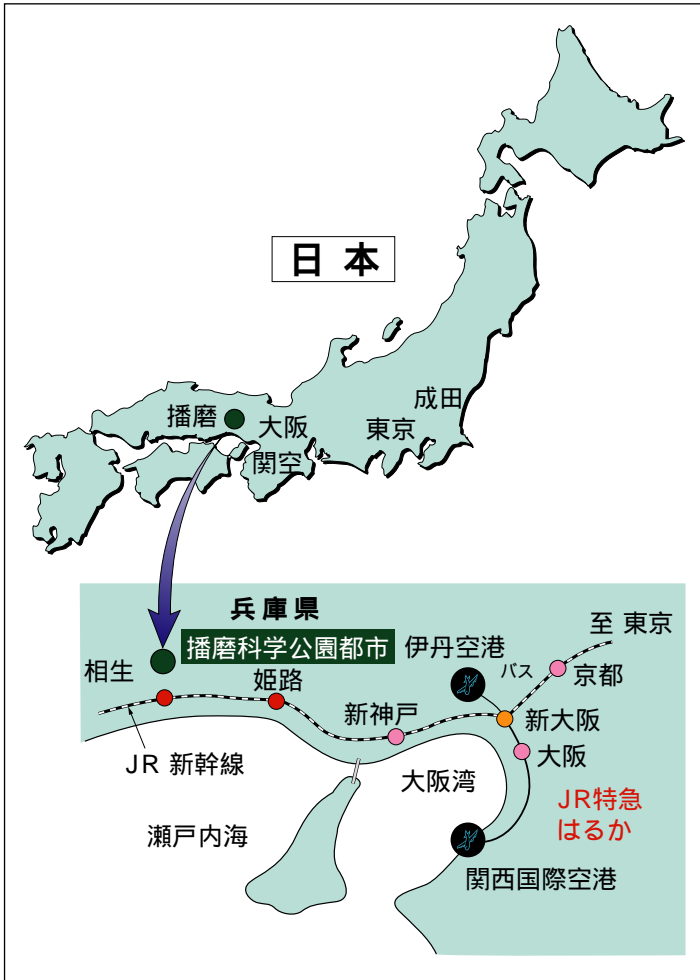 日本
成田
播磨
大阪
東京
関空
兵庫県
至 東京
播磨科学公園都市
伊丹空港
バス
京都
相生
姫路
新神戸
新大阪
大阪
JR 新幹線
大阪湾
JR特急
はるか
瀬戸内海
関西国際空港